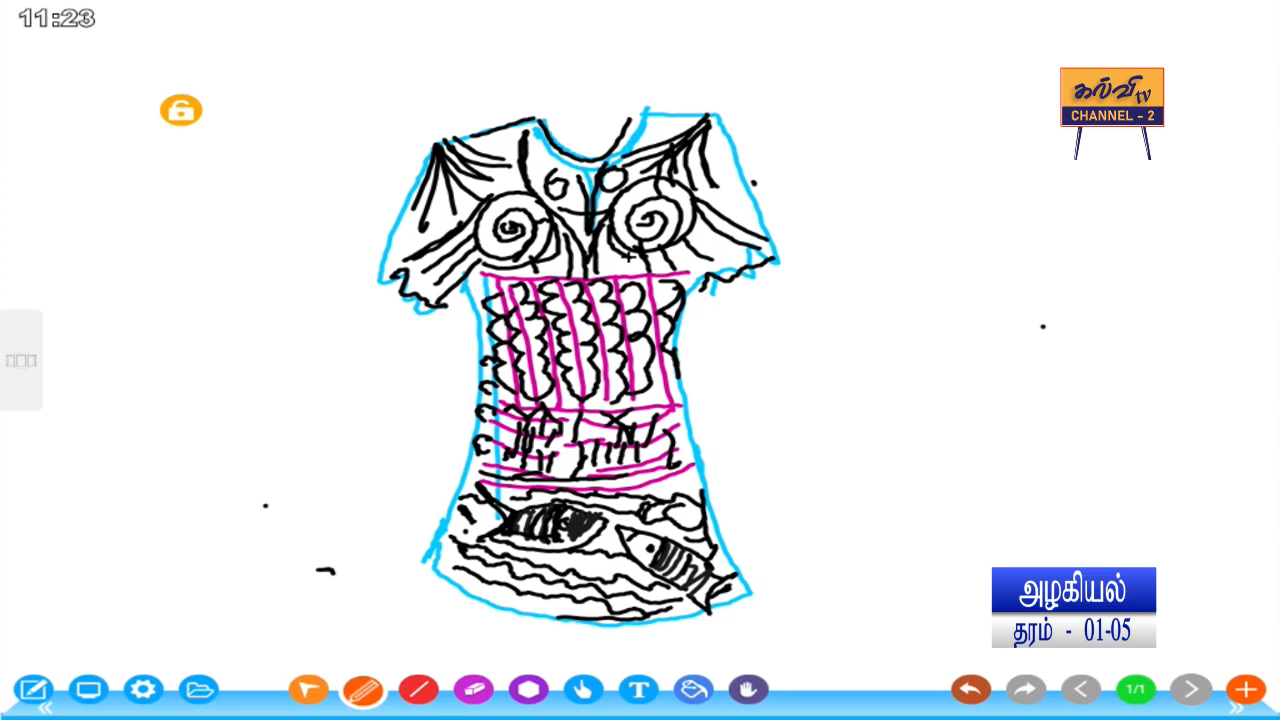 11:23
கல்வி tv
CHANNEL - 2
அழகியல்
தரம் - 01-05
T
1/1